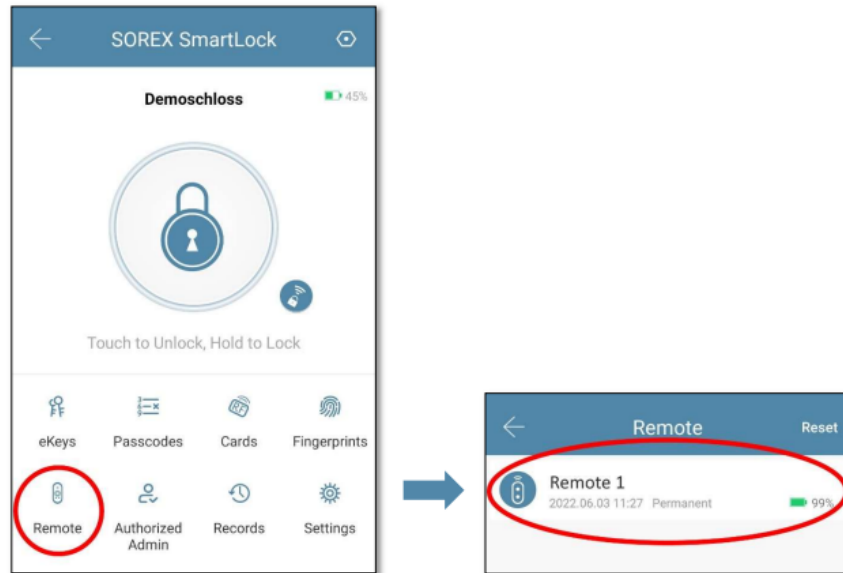 SOREX SmartLock
Demoschloss
45%
Touch to Unlock, Hold to Lock
eKeys Passcodes Cards Fingerprints
Remote Authorized Admin Records Settings
Remote Reset
Remote 1
2022.06.03 11:27 Permanent 99%